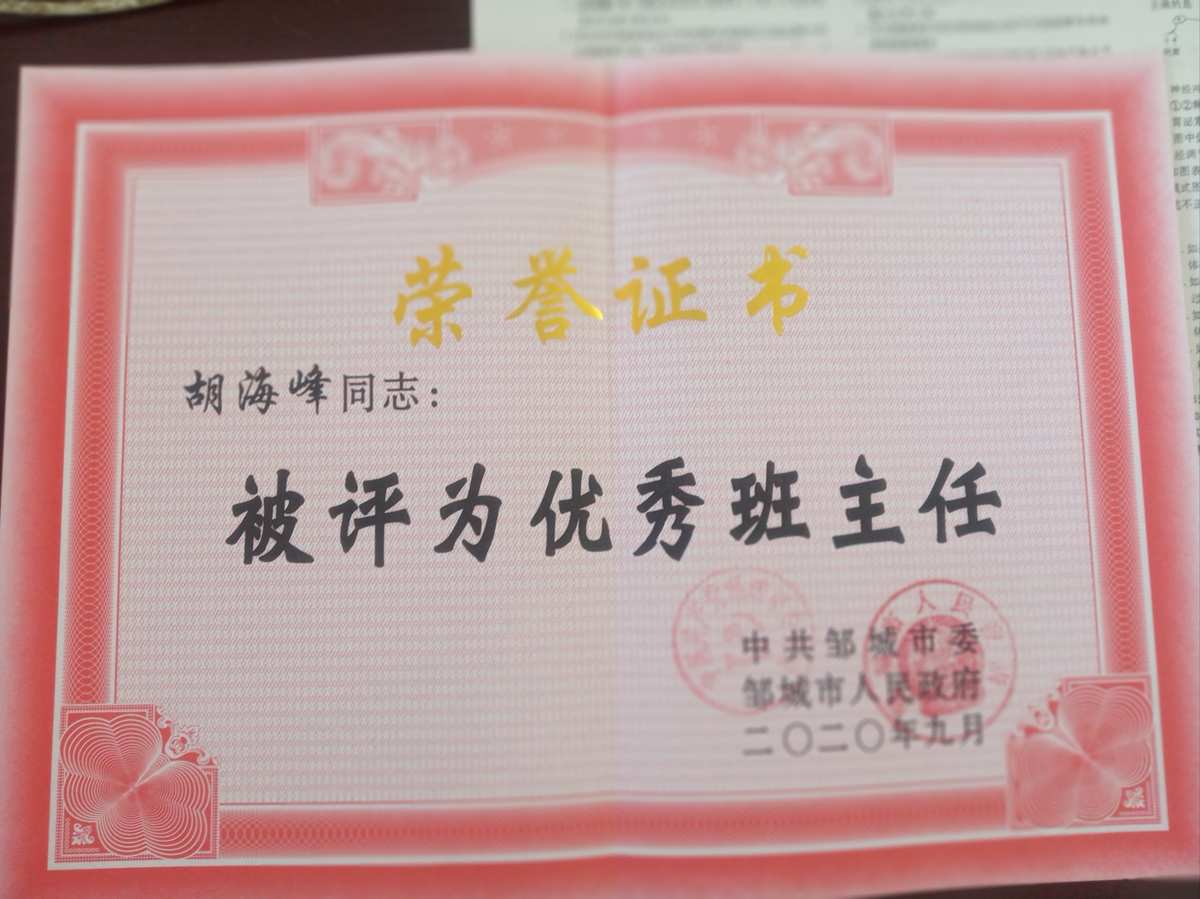 荣誉证书
胡海峰同志：
被评为优秀班主任
中共邹城市委
邹城市人民政府
二〇二〇年九月